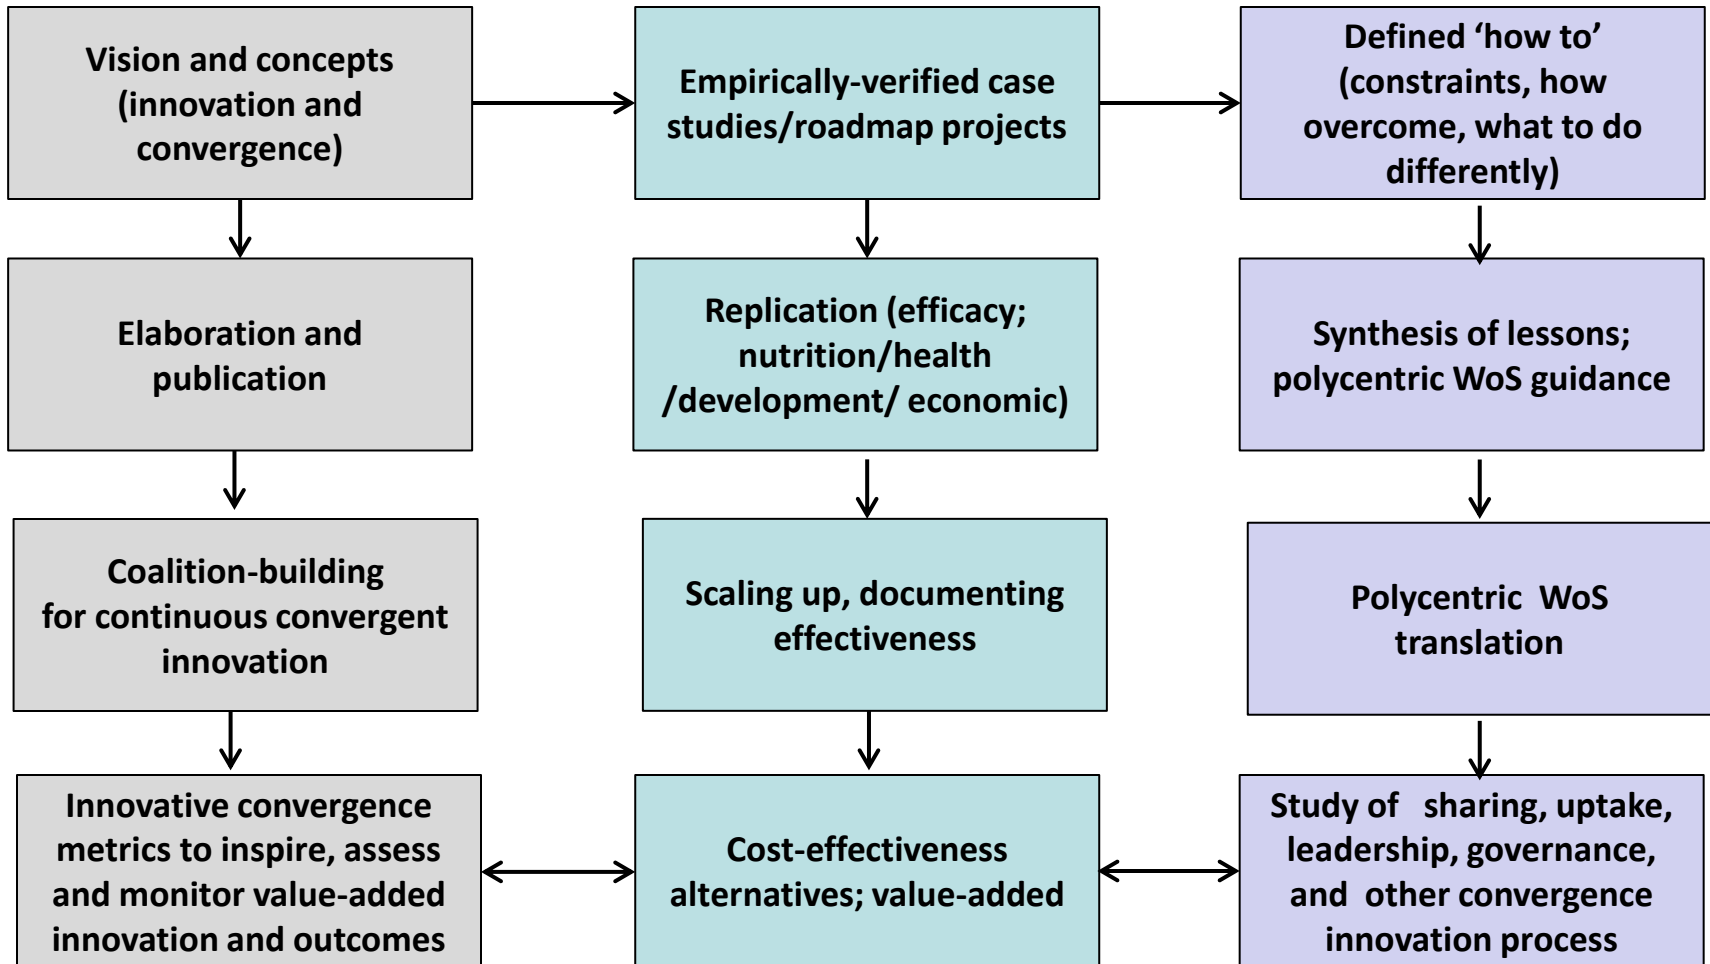 Vision and concepts
(innovation and
convergence)
Empirically-verified case
studies/roadmap projects
Defined ‘how to’
(constraints, how
overcome, what to do
differently)
Elaboration and
publication
Replication (efficacy;
nutrition/health
/development/ economic)
Synthesis of lessons;
polycentric WoS guidance
Coalition-building
for continuous convergent
innovation
Scaling up, documenting
effectiveness
Polycentric  WoS
translation
Innovative convergence
metrics to inspire, assess
and monitor value-added
innovation and outcomes
Cost-effectiveness
alternatives; value-added
Study of  sharing, uptake,
leadership, governance,
and  other convergence
innovation process